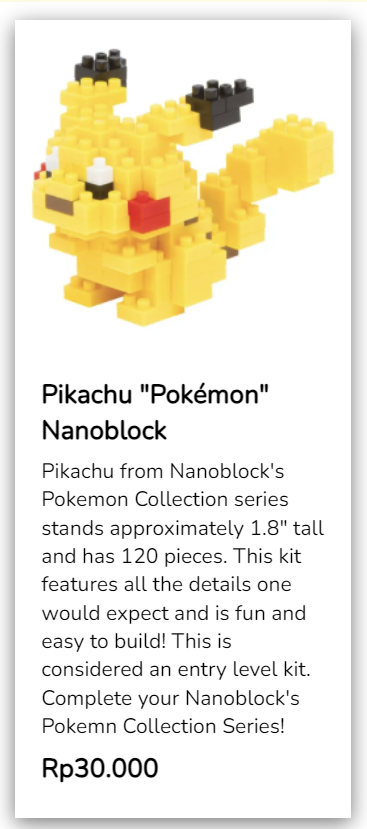 Pikachu "Pokémon"
Nanoblock
Pikachu from Nanoblock's
Pokemon Collection series
stands approximately 1.8" tall
and has 120 pieces. This kit
features all the details one
would expect and is fun and
easy to build! This is
considered an entry level kit.
Complete your Nanoblock's
Pokemn Collection Series!
Rp30.000